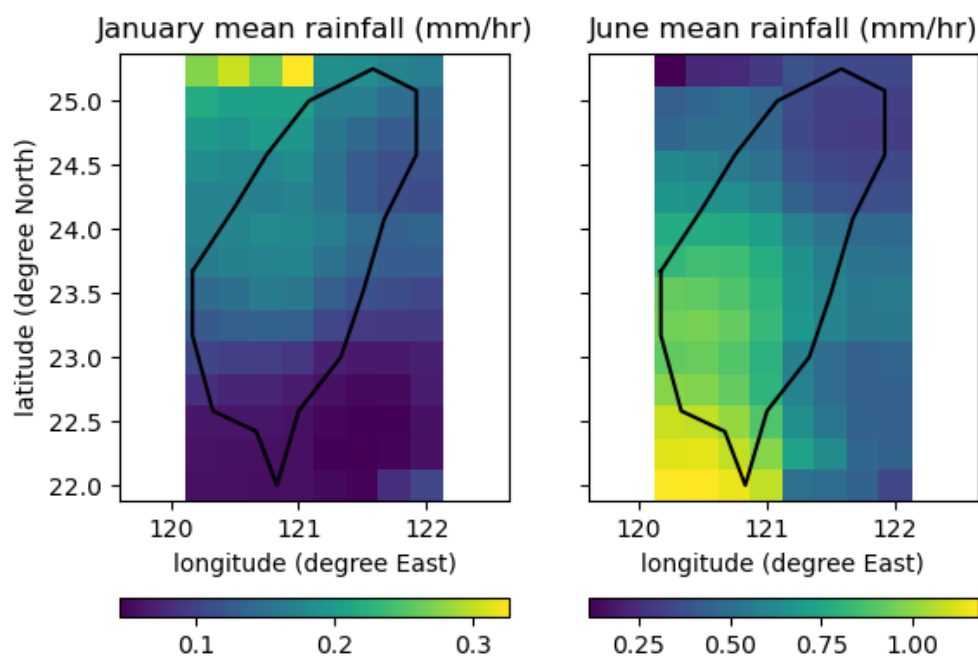 January mean rainfall (mm/hr)
25.0
24.5
24.0
23.5
23.0
22.5
22.0
latitude (degree North)
120 121 122
longitude (degree East)
0.1 0.2 0.3
June mean rainfall (mm/hr)
120 121 122
longitude (degree East)
0.25 0.50 0.75 1.00